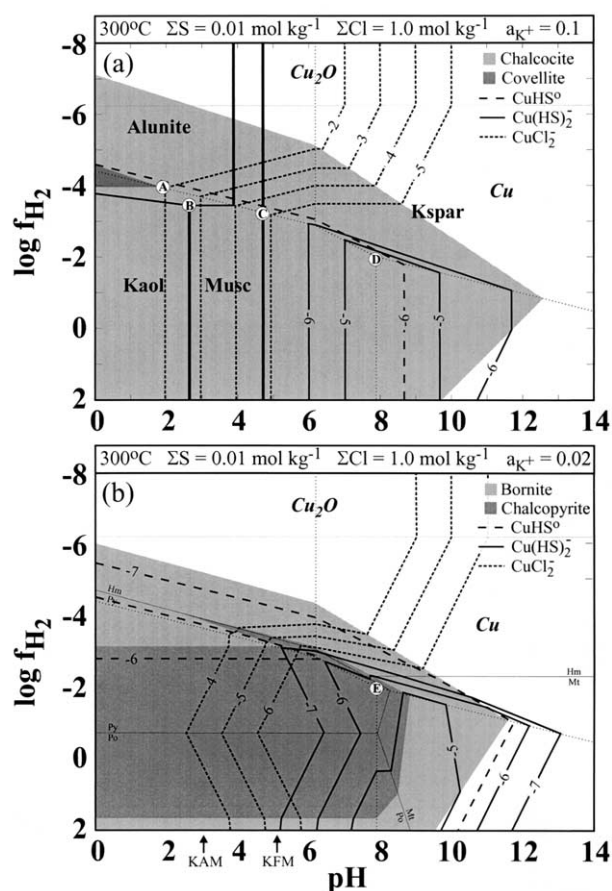 300ºC ΣS = 0.01 mol kg⁻¹ ΣCl = 1.0 mol kg⁻¹ aK+ = 0.1
(a)
Cu₂O
Chalcocite
Covellite
CuHSº
Cu(HS)₂⁻
CuCl₂⁻
Alunite
-2
-3
-4
-5
Cu
Kspar
A
B
C
D
Kaol
Musc
-6
-5
-6
-5
-6
log fH₂
-8
-6
-4
-2
0
2
0 2 4 6 8 10 12 14
300ºC ΣS = 0.01 mol kg⁻¹ ΣCl = 1.0 mol kg⁻¹ aK+ = 0.02
(b)
Cu₂O
Bornite
Chalcopyrite
CuHSº
Cu(HS)₂⁻
CuCl₂⁻
-7
Cu
Hm
Py
Hm
Mt
-6
E
-4
-5
-6
-7
-6
-5
-6
-7
Py
Po
Mt
Po
log fH₂
-8
-6
-4
-2
0
2
0 2 4 6 8 10 12 14
KAM
KFM
pH